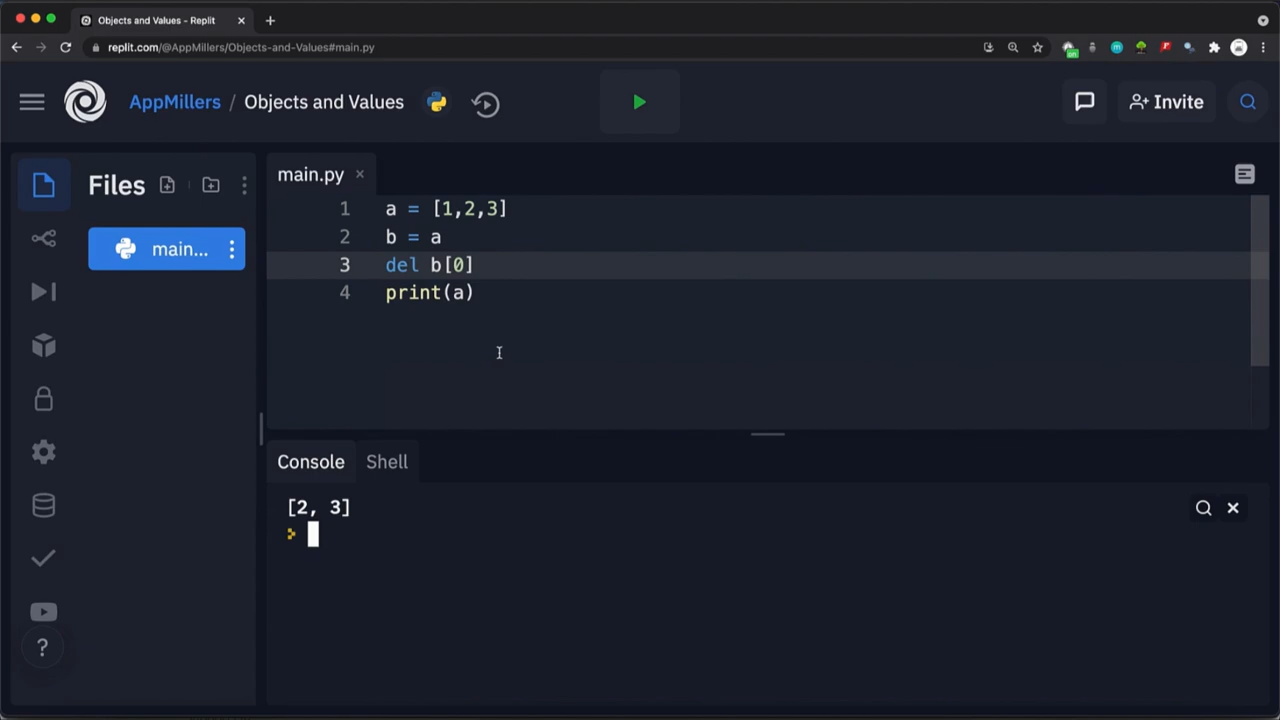 Objects and Values - Replit
replit.com/@AppMillers/Objects-and-Values#main.py
AppMillers / Objects and Values
Invite
Files
main...
main.py
1 a = [1,2,3]
2 b = a
3 del b[0]
4 print(a)
Console
Shell
[2, 3]